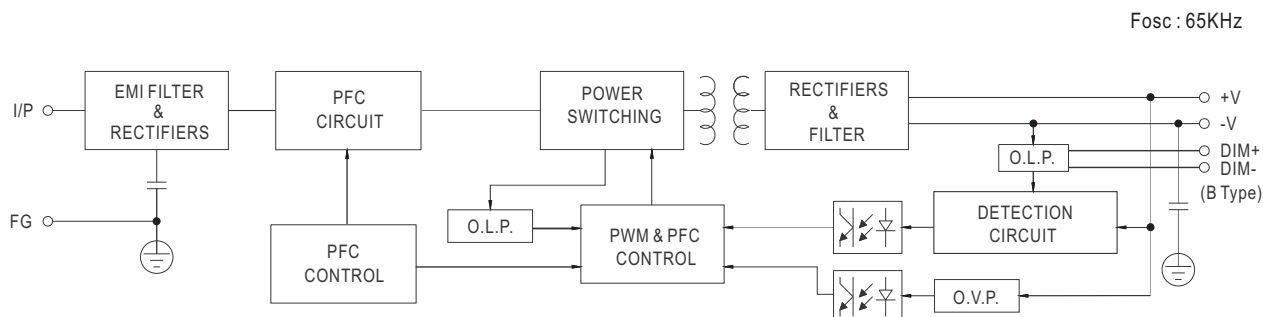 Fosc : 65KHz
I/P
EMI FILTER
&
RECTIFIERS
PFC
CIRCUIT
POWER
SWITCHING
RECTIFIERS
&
FILTER
+V
-V
DIM+
DIM-
(B Type)
O.L.P.
FG
PFC
CONTROL
O.L.P.
PWM & PFC
CONTROL
DETECTION
CIRCUIT
O.V.P.